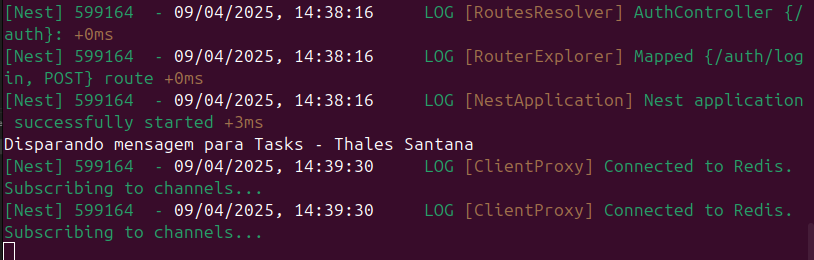 [Nest] 599164  - 09/04/2025, 14:38:16     LOG [RoutesResolver] AuthController {/
auth}: +0ms
[Nest] 599164  - 09/04/2025, 14:38:16     LOG [RouterExplorer] Mapped {/auth/log
in, POST} route +0ms
[Nest] 599164  - 09/04/2025, 14:38:16     LOG [NestApplication] Nest application
 successfully started +3ms
Disparando mensagem para Tasks - Thales Santana
[Nest] 599164  - 09/04/2025, 14:39:30     LOG [ClientProxy] Connected to Redis.
Subscribing to channels...
[Nest] 599164  - 09/04/2025, 14:39:30     LOG [ClientProxy] Connected to Redis.
Subscribing to channels...